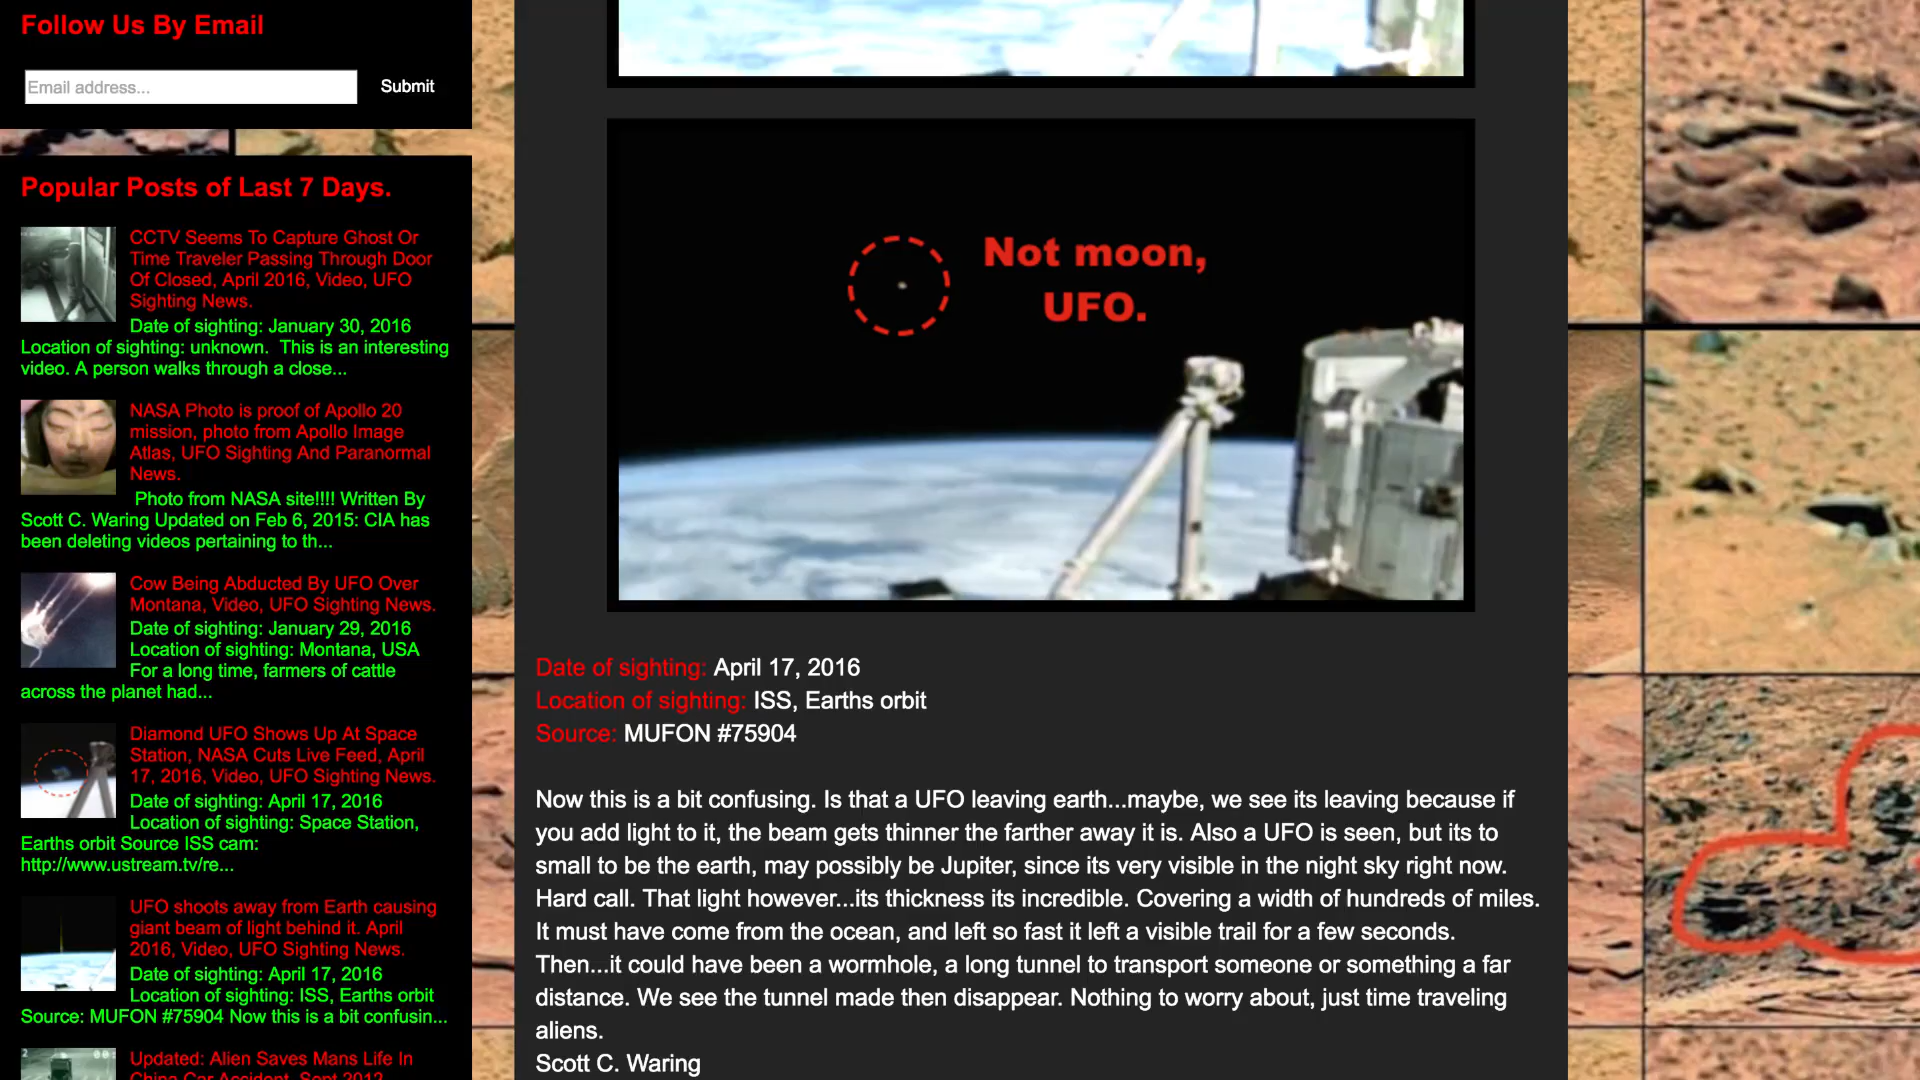 Follow Us By Email
Email address...
Submit
Popular Posts of Last 7 Days.
CCTV Seems To Capture Ghost Or
Time Traveler Passing Through Door
Of Closed, April 2016, Video, UFO
Sighting News.
Date of sighting: January 30, 2016
Location of sighting: unknown.  This is an interesting
video. A person walks through a close...
NASA Photo is proof of Apollo 20
mission, photo from Apollo Image
Atlas, UFO Sighting And Paranormal
News.
Photo from NASA site!!!! Written By
Scott C. Waring Updated on Feb 6, 2015: CIA has
been deleting videos pertaining to th...
Cow Being Abducted By UFO Over
Montana, Video, UFO Sighting News.
Date of sighting: January 29, 2016
Location of sighting: Montana, USA
For a long time, farmers of cattle
across the planet had...
Diamond UFO Shows Up At Space
Station, NASA Cuts Live Feed, April
17, 2016, Video, UFO Sighting News.
Date of sighting: April 17, 2016
Location of sighting: Space Station,
Earths orbit Source ISS cam:
http://www.ustream.tv/re...
UFO shoots away from Earth causing
giant beam of light behind it. April
2016, Video, UFO Sighting News.
Date of sighting: April 17, 2016
Location of sighting: ISS, Earths orbit
Source: MUFON #75904 Now this is a bit confusin...
Updated: Alien Saves Mans Life In
China Car Accident, Sept 2012
Not moon,
UFO.
Date of sighting: April 17, 2016
Location of sighting: ISS, Earths orbit
Source: MUFON #75904
Now this is a bit confusing. Is that a UFO leaving earth...maybe, we see its leaving because if
you add light to it, the beam gets thinner the farther away it is. Also a UFO is seen, but its to
small to be the earth, may possibly be Jupiter, since its very visible in the night sky right now.
Hard call. That light however...its thickness its incredible. Covering a width of hundreds of miles.
It must have come from the ocean, and left so fast it left a visible trail for a few seconds.
Then...it could have been a wormhole, a long tunnel to transport someone or something a far
distance. We see the tunnel made then disappear. Nothing to worry about, just time traveling
aliens.
Scott C. Waring